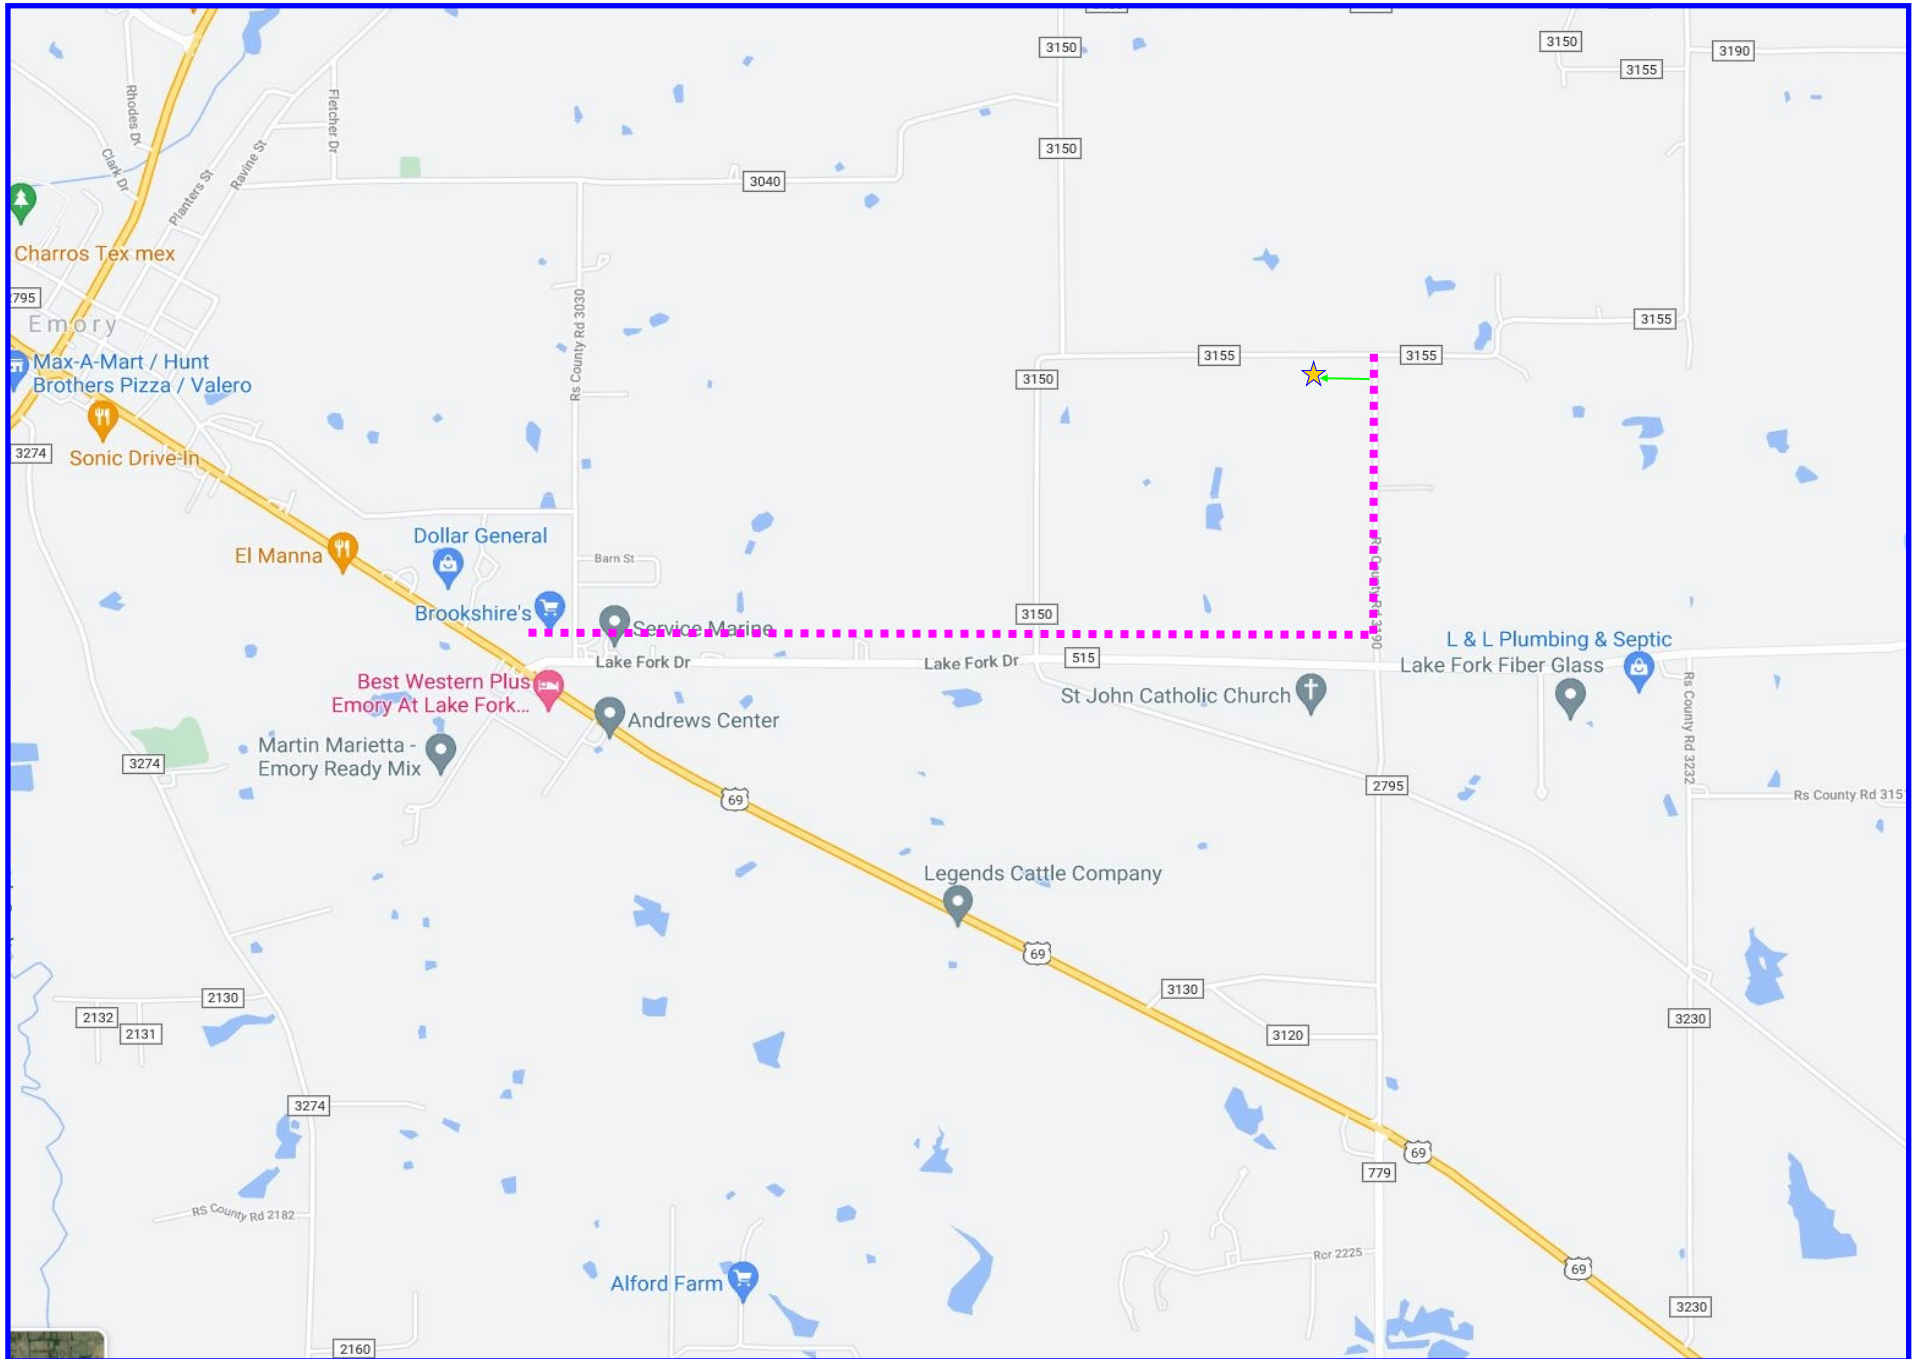 3150
3150
3190
3155
Rhodes Dr
Fletcher Dr
Clark Dr
Ravine St
Planters St
3150
3040
Charros Tex mex
2795
Emory
Rs County Rd 3030
3155
Max-A-Mart / Hunt
Brothers Pizza / Valero
3155
3155
3150
3274
Sonic Drive-In
El Manna
Dollar General
Barn St
Brookshire's
Service Marine
3150
Rs County Rd 3190
L & L Plumbing & Septic
Lake Fork Dr
Lake Fork Dr
515
Lake Fork Fiber Glass
Best Western Plus
Emory At Lake Fork...
St John Catholic Church
Andrews Center
Rs County Rd 3232
Martin Marietta -
Emory Ready Mix
3274
2795
69
Rs County Rd 315
Legends Cattle Company
69
3130
2130
2132
2131
3120
3230
3274
69
779
RS County Rd 2182
Rcr 2225
69
Alford Farm
3230
2160